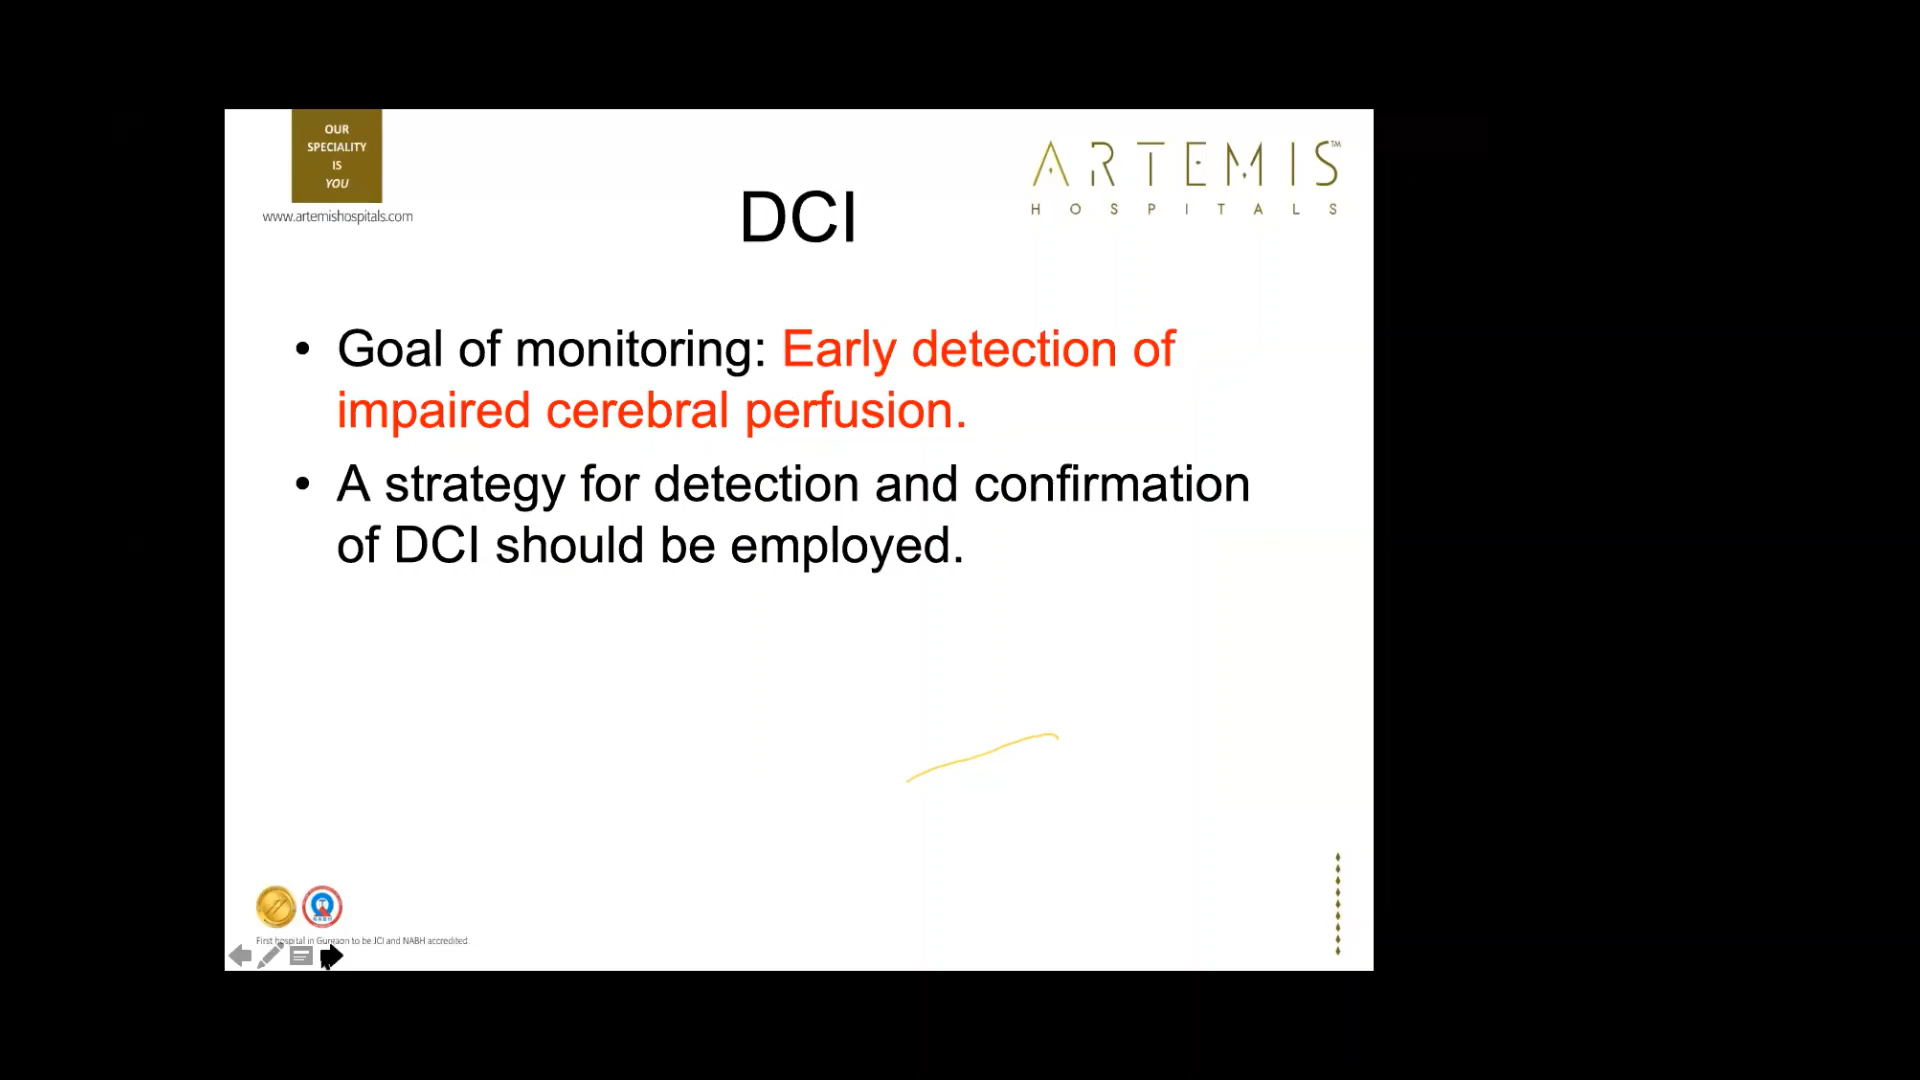 OUR
SPECIALITY
IS
YOU
www.artemishospitals.com
ARTEMIS™
HOSPITALS
DCI
• Goal of monitoring: Early detection of
impaired cerebral perfusion.
• A strategy for detection and confirmation
of DCI should be employed.
First hospital in Gurgaon to be JCI and NABH accredited.